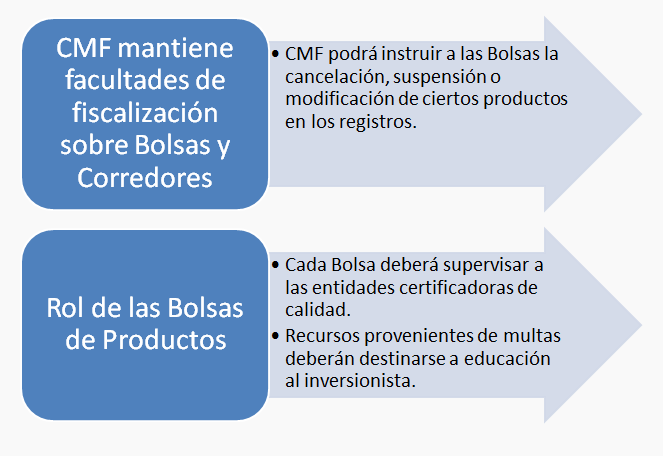 CMF mantiene
facultades de
fiscalización
sobre Bolsas y
Corredores
• CMF podrá instruir a las Bolsas la
cancelación, suspensión o
modificación de ciertos productos
en los registros.
Rol de las Bolsas
de Productos
• Cada Bolsa deberá supervisar a
las entidades certificadoras de
calidad.
• Recursos provenientes de multas
deberán destinarse a educación
al inversionista.